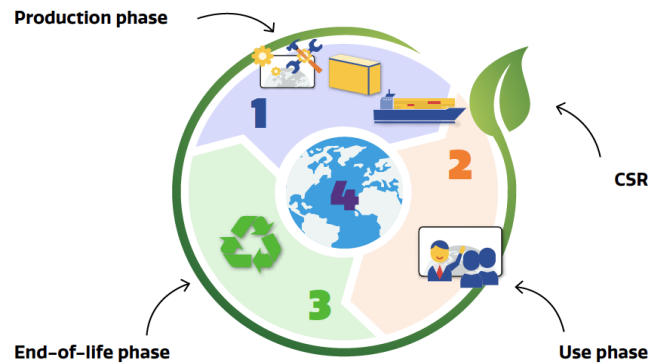 Production phase
1
2
CSR
4
3
End-of-life phase
Use phase